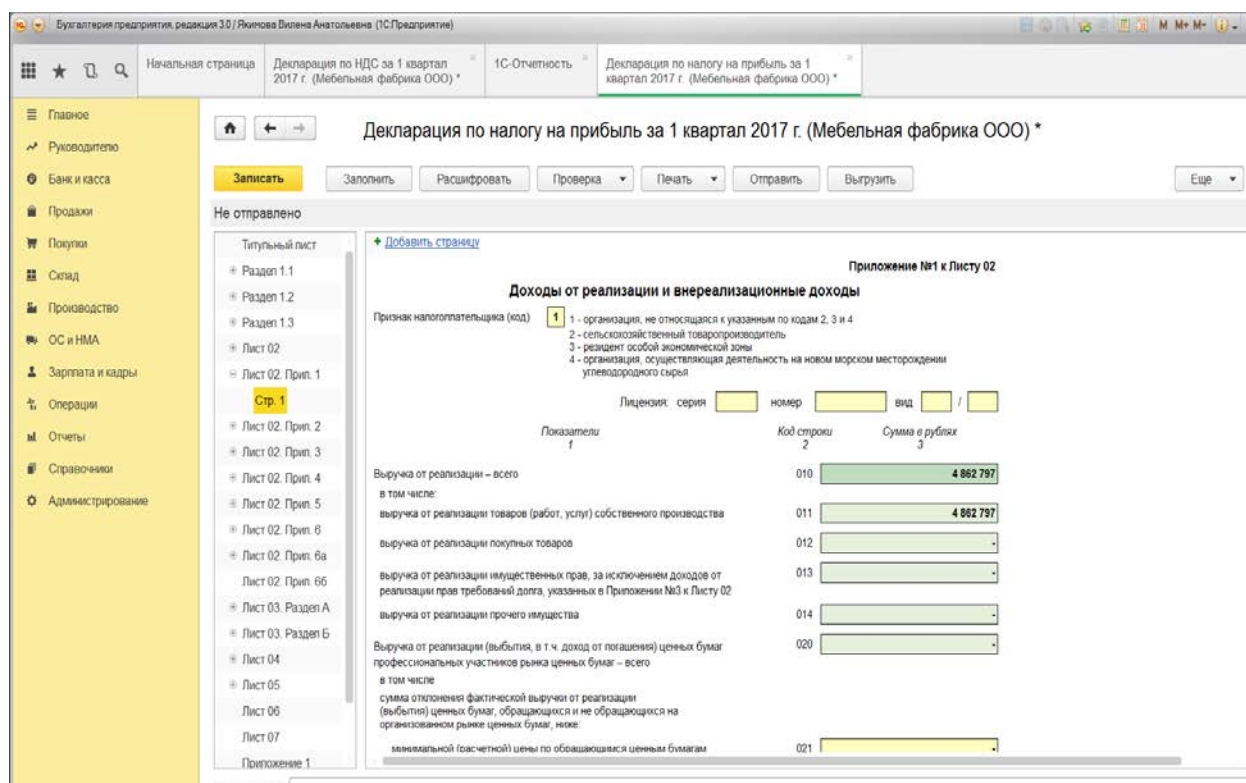 Бухгалтерия предприятия, редакция 3.0 / Якимова Вилена Анатольевна (1С:Предприятие)
M M+ M-
Начальная страница
Декларация по НДС за 1 квартал
2017 г. (Мебельная фабрика ООО) *
1С-Отчетность
Декларация по налогу на прибыль за 1
квартал 2017 г. (Мебельная фабрика ООО) *
Главное
Руководителю
Банк и касса
Продажи
Покупки
Склад
Производство
ОС и НМА
Зарплата и кадры
Операции
Отчеты
Справочники
Администрирование
Декларация по налогу на прибыль за 1 квартал 2017 г. (Мебельная фабрика ООО) *
Записать
Заполнить
Расшифровать
Проверка
Печать
Отправить
Выгрузить
Еще
Не отправлено
Титульный лист
Раздел 1.1
Раздел 1.2
Раздел 1.3
Лист 02
Лист 02. Прил. 1
Стр. 1
Лист 02. Прил. 2
Лист 02. Прил. 3
Лист 02. Прил. 4
Лист 02. Прил. 5
Лист 02. Прил. 6
Лист 02. Прил. 6а
Лист 02. Прил. 6б
Лист 03. Раздел А
Лист 03. Раздел Б
Лист 04
Лист 05
Лист 06
Лист 07
Приложение 1
Добавить страницу
Приложение №1 к Листу 02
Доходы от реализации и внереализационные доходы
Признак налогоплательщика (код) 1 1 - организация, не относящаяся к указанным по кодам 2, 3 и 4
2 - сельскохозяйственный товаропроизводитель
3 - резидент особой экономической зоны
4 - организация, осуществляющая деятельность на новом морском месторождении
углеводородного сырья
Лицензия: серия номер вид /
Показатели Код строки Сумма в рублях
1 2 3
Выручка от реализации – всего 010 4 862 797
в том числе:
выручка от реализации товаров (работ, услуг) собственного производства 011 4 862 797
выручка от реализации покупных товаров 012 -
выручка от реализации имущественных прав, за исключением доходов от 013 -
реализации прав требований долга, указанных в Приложении №3 к Листу 02
выручка от реализации прочего имущества 014 -
Выручка от реализации (выбытия, в т.ч. доход от погашения) ценных бумаг 020 -
профессиональных участников рынка ценных бумаг – всего
в том числе
сумма отклонения фактической выручки от реализации
(выбытия) ценных бумаг, обращающихся и не обращающихся на
организованном рынке ценных бумаг, ниже:
минимальной (расчетной) цены по обращающимся ценным бумагам 021 -